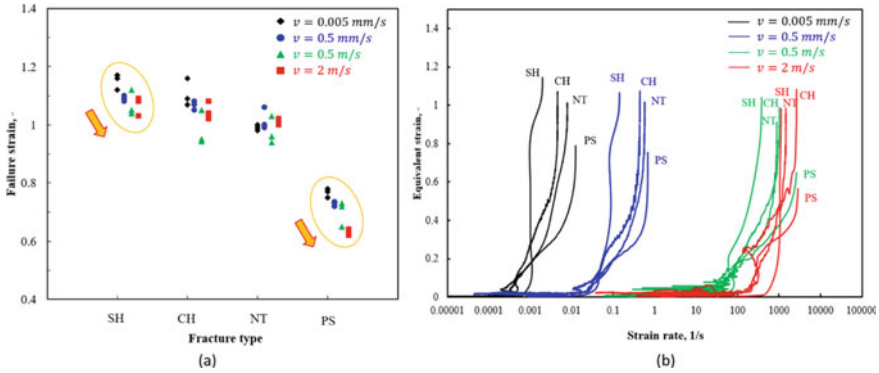 1.4
1.2
1
0.8
0.6
0.4
Failure strain, -
v = 0.005 mm/s
v = 0.5 mm/s
v = 0.5 m/s
v = 2 m/s
SH
CH
NT
PS
Fracture type
(a)
1.6
1.4
1.2
1
0.8
0.6
0.4
0.2
0
Equivalent strain, -
v = 0.005 mm/s
v = 0.5 mm/s
v = 0.5 m/s
v = 2 m/s
SH
CH
NT
PS
SH
CH
NT
PS
SH
CH
NT
PS
SH
CH
NT
PS
0.00001
0.0001
0.001
0.01
0.1
1
10
100
1000
10000
100000
Strain rate, 1/s
(b)